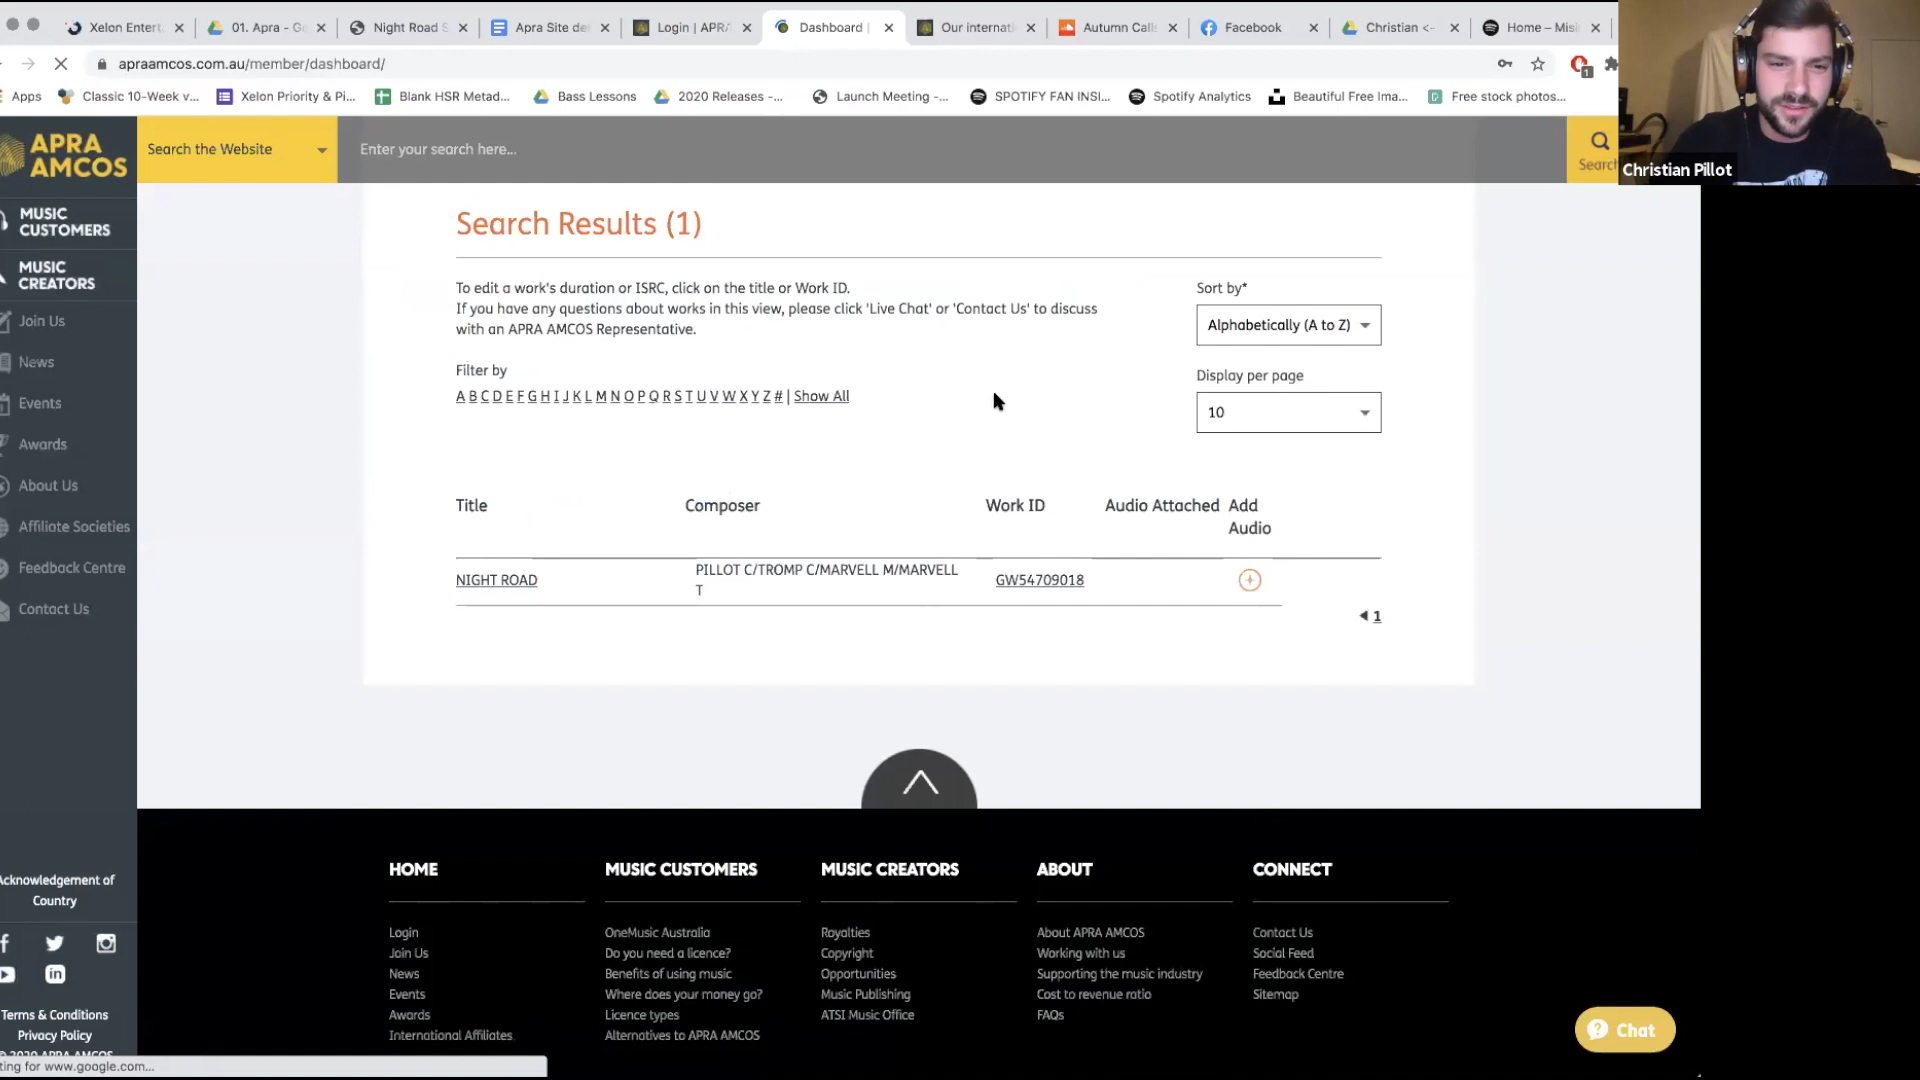 Xelon Entert
01. Apra - G
Night Road S
Apra Site de
Login | APR
Dashboard |
Our internati
Autumn Call
Facebook
Christian <-
Home – Misi
apraamcos.com.au/member/dashboard/
1
Apps
Classic 10-Week v...
Xelon Priority & Pi...
Blank HSR Metad...
Bass Lessons
2020 Releases -...
Launch Meeting -...
SPOTIFY FAN INSI...
Spotify Analytics
Beautiful Free Ima...
Free stock photos...
APRA
AMCOS
Search the Website
Enter your search here...
Search
Christian Pillot
MUSIC
CUSTOMERS
MUSIC
CREATORS
Join Us
News
Events
Awards
About Us
Affiliate Societies
Feedback Centre
Contact Us
Search Results (1)
To edit a work's duration or ISRC, click on the title or Work ID.
If you have any questions about works in this view, please click 'Live Chat' or 'Contact Us' to discuss
with an APRA AMCOS Representative.
Sort by*
Alphabetically (A to Z)
Filter by
A B C D E F G H I J K L M N O P Q R S T U V W X Y Z # | Show All
Display per page
10
Title Composer Work ID Audio Attached Add
Audio
NIGHT ROAD PILLOT C/TROMP C/MARVELL M/MARVELL
T
GW54709018
1
HOME
Login
Join Us
News
Events
Awards
International Affiliates
MUSIC CUSTOMERS
OneMusic Australia
Do you need a licence?
Benefits of using music
Where does your money go?
Licence types
Alternatives to APRA AMCOS
MUSIC CREATORS
Royalties
Copyright
Opportunities
Music Publishing
ATSI Music Office
ABOUT
About APRA AMCOS
Working with us
Supporting the music industry
Cost to revenue ratio
FAQs
CONNECT
Contact Us
Social Feed
Feedback Centre
Sitemap
Acknowledgement of
Country
Terms & Conditions
Privacy Policy
© 2020 APRA AMCOS
ting for www.google.com...
Chat